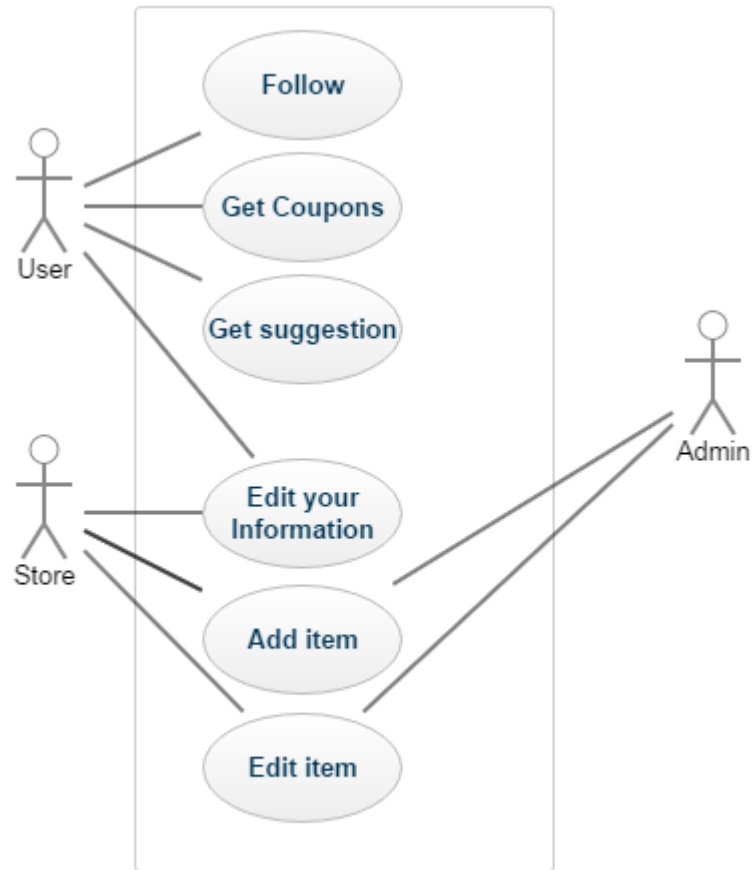 Follow
Get Coupons
User
Get suggestion
Admin
Edit your
Information
Store
Add item
Edit item